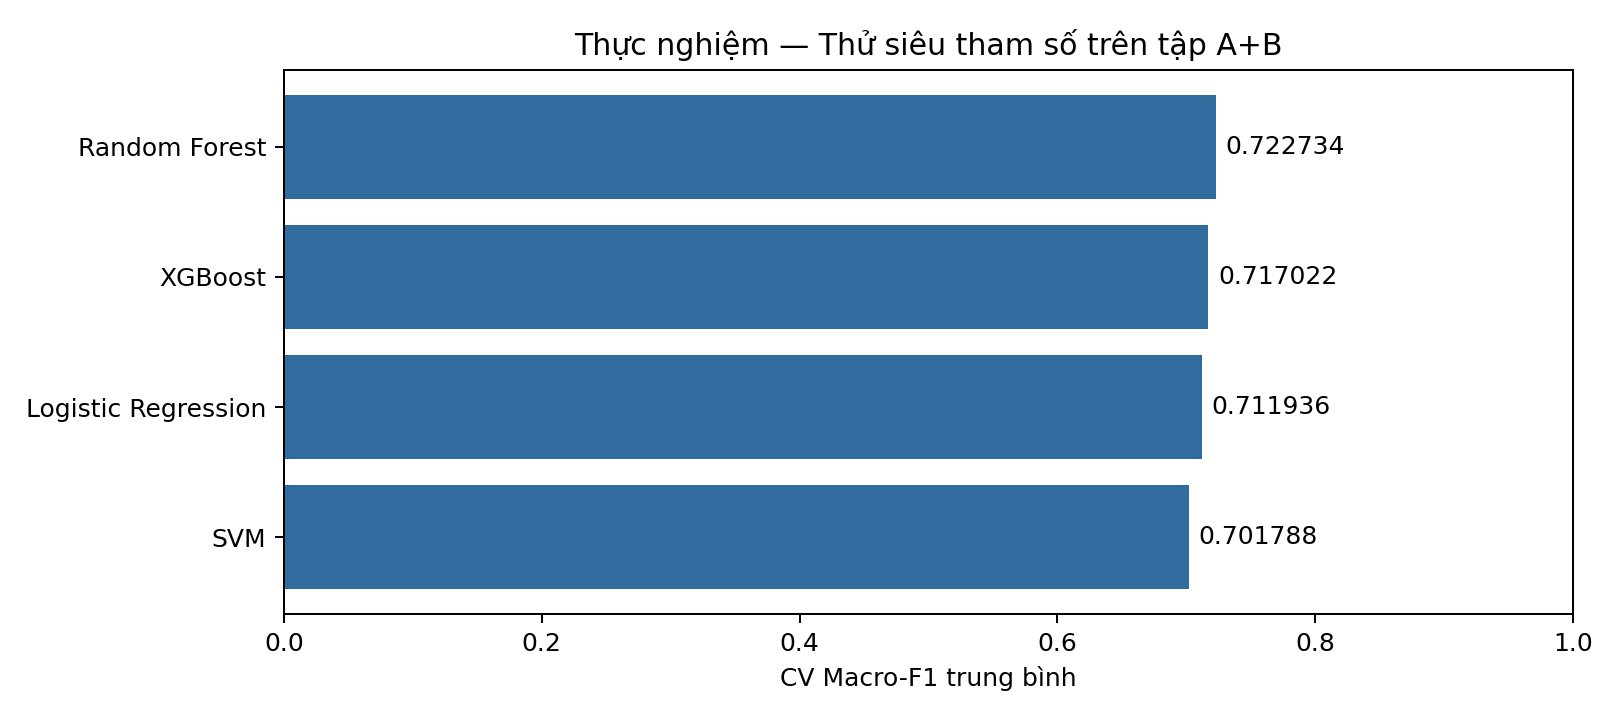 Thực nghiệm — Thử siêu tham số trên tập A+B
Random Forest
0.722734
XGBoost
0.717022
Logistic Regression
0.711936
SVM
0.701788
0.0 0.2 0.4 0.6 0.8 1.0
CV Macro-F1 trung bình